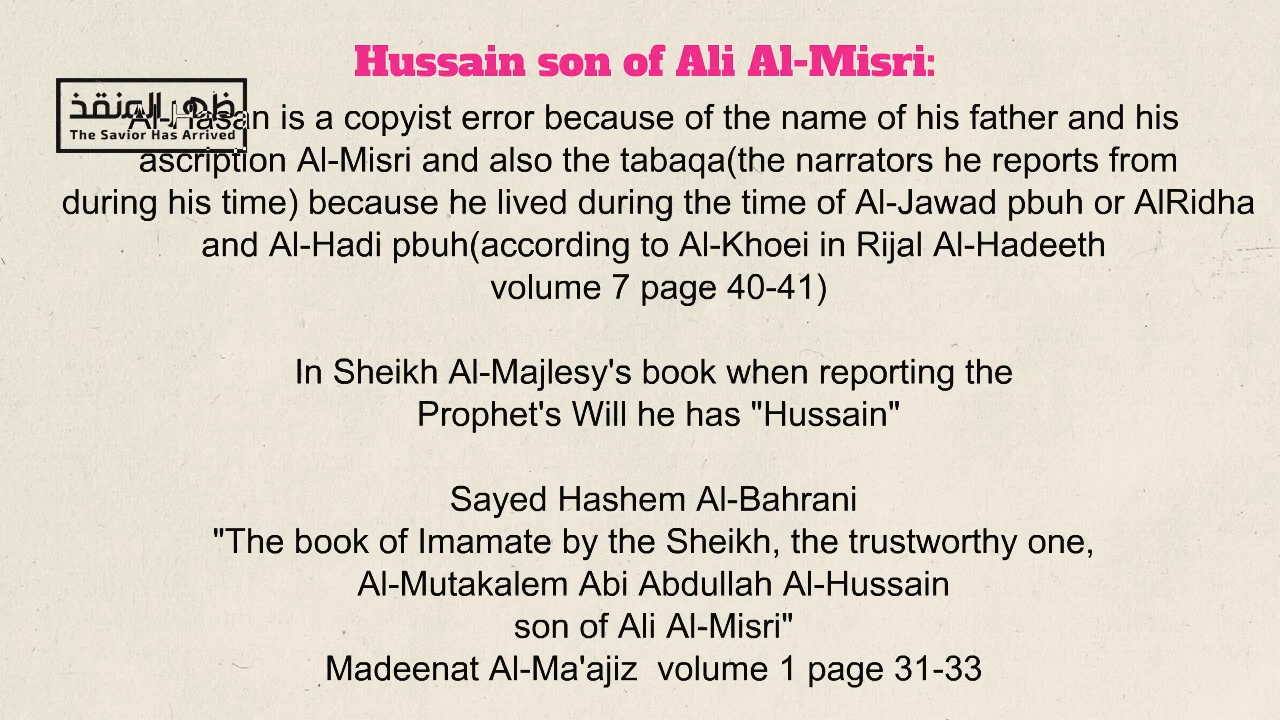 Hussain son of Ali Al-Misri:
ظهر المنقذ
The Savior Has Arrived
Al-Hasan is a copyist error because of the name of his father and his
ascription Al-Misri and also the tabaqa(the narrators he reports from
during his time) because he lived during the time of Al-Jawad pbuh or AlRidha
and Al-Hadi pbuh(according to Al-Khoei in Rijal Al-Hadeeth
volume 7 page 40-41)
In Sheikh Al-Majlesy's book when reporting the
Prophet's Will he has "Hussain"
Sayed Hashem Al-Bahrani
"The book of Imamate by the Sheikh, the trustworthy one,
Al-Mutakalem Abi Abdullah Al-Hussain
son of Ali Al-Misri"
Madeenat Al-Ma'ajiz  volume 1 page 31-33